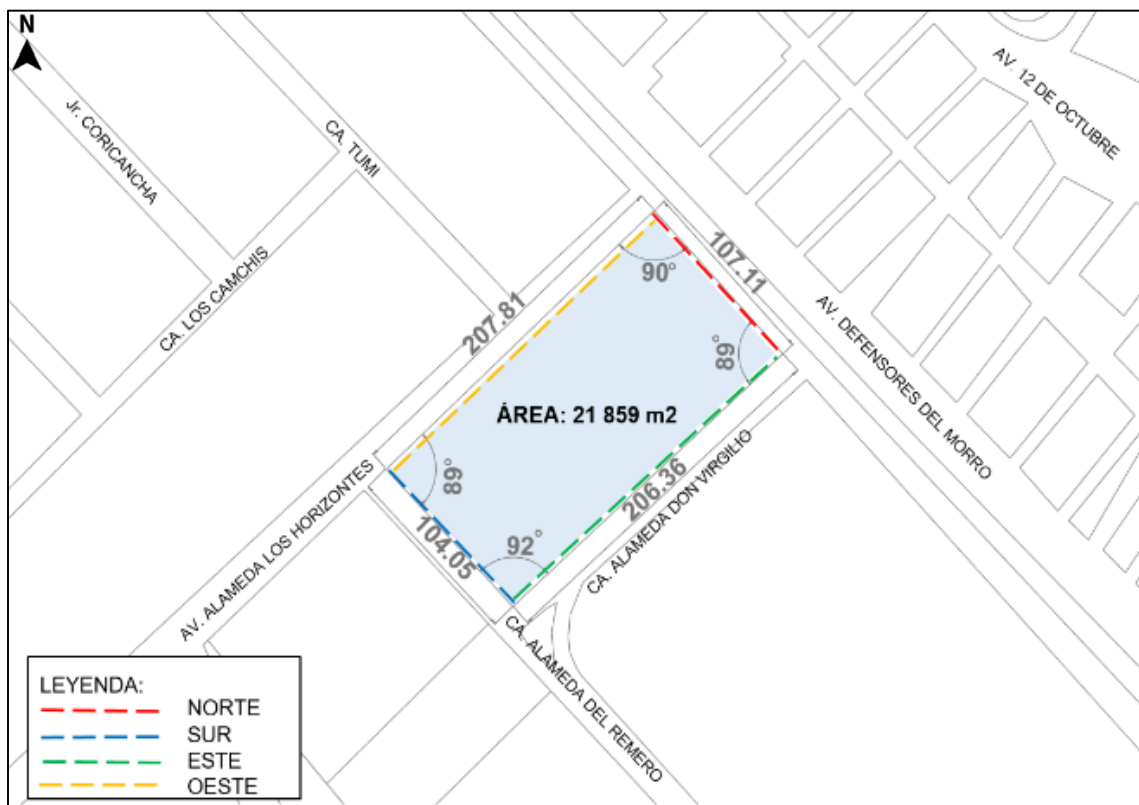 N
Jr. CORICANCHA
CA. TUMI
AV. 12 DE OCTUBRE
CA. LOS CAMCHIS
207.81
107.11
90°
89°
AV. DEFENSORES DEL MORRO
ÁREA: 21 859 m2
89°
AV. ALAMEDA LOS HORIZONTES
104.05
92°
206.36
CA. ALAMEDA DON VIRGILIO
CA. ALAMEDA DEL REMERO
LEYENDA:
NORTE
SUR
ESTE
OESTE